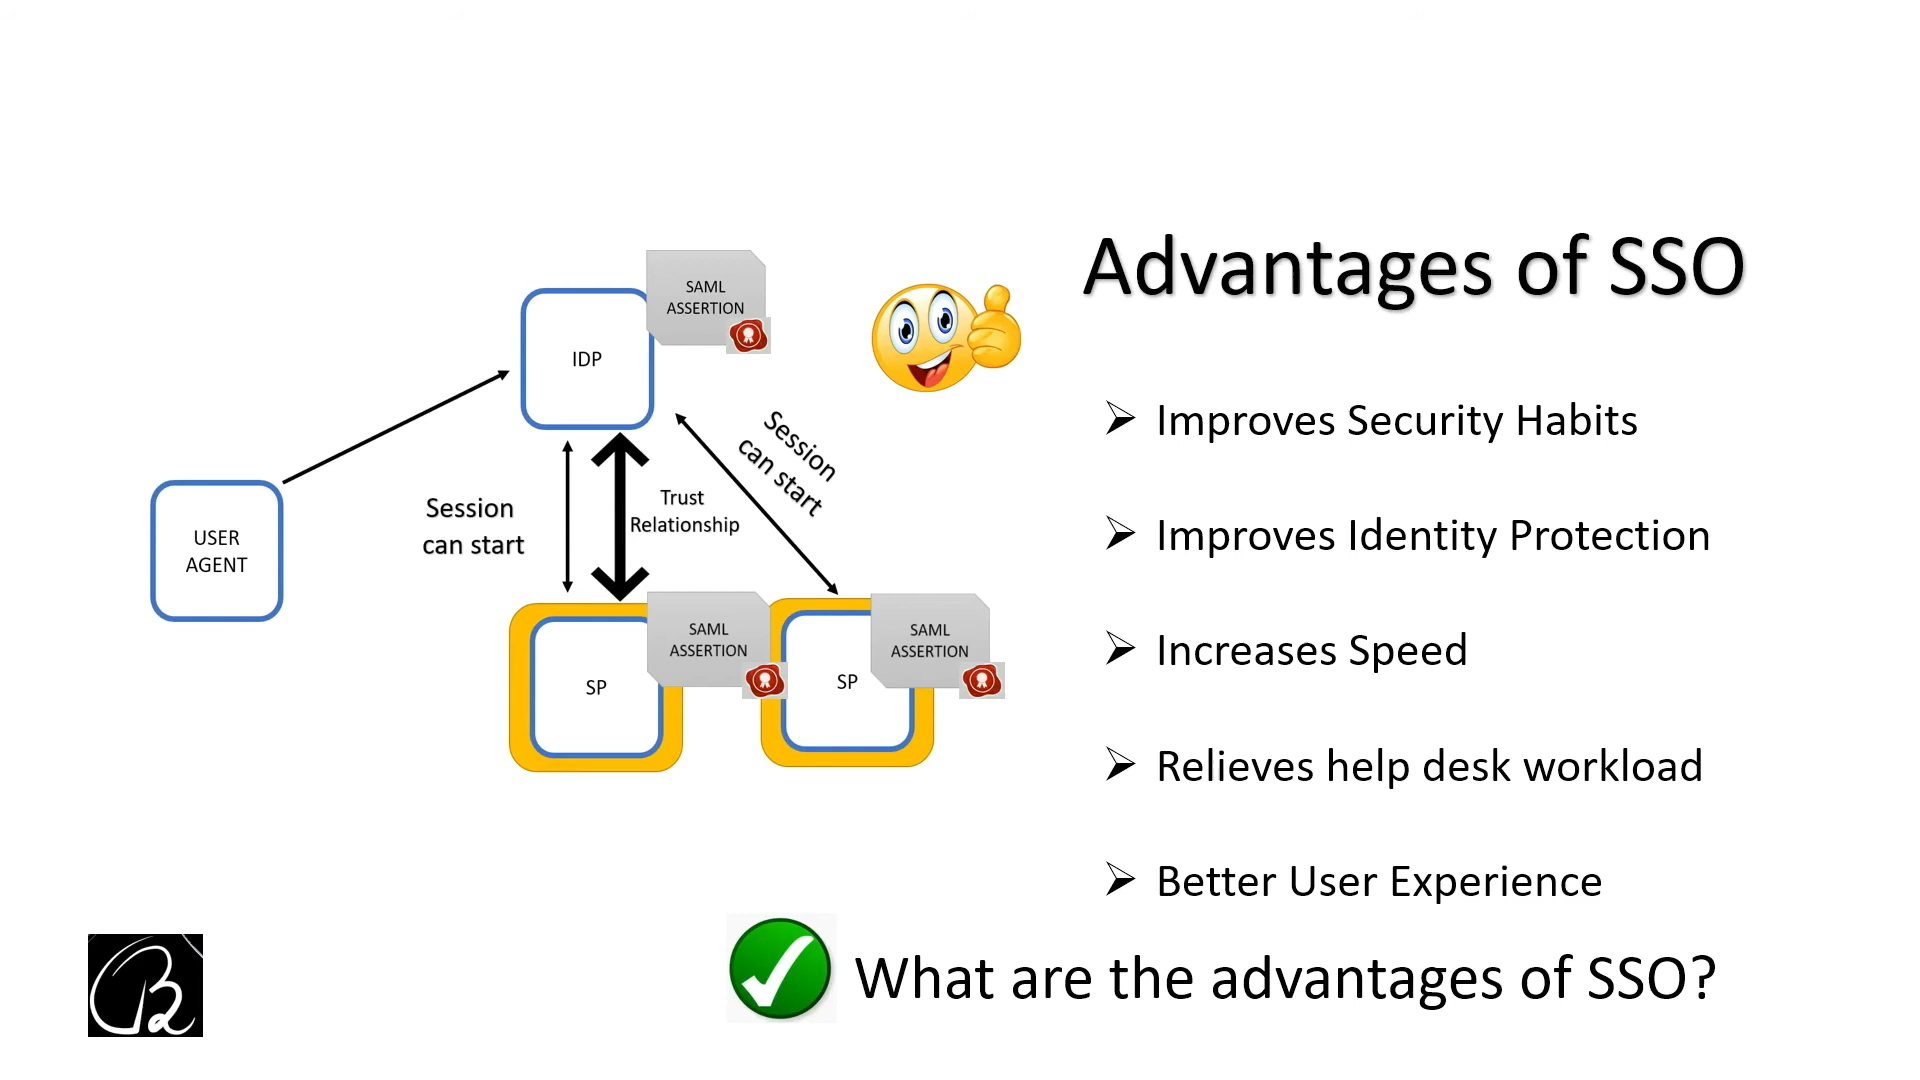 Advantages of SSO
SAML
ASSERTION
IDP
Session
can start
Trust
Relationship
Session
can start
USER
AGENT
SAML
ASSERTION
SP
SAML
ASSERTION
SP
Improves Security Habits
Improves Identity Protection
Increases Speed
Relieves help desk workload
Better User Experience
What are the advantages of SSO?